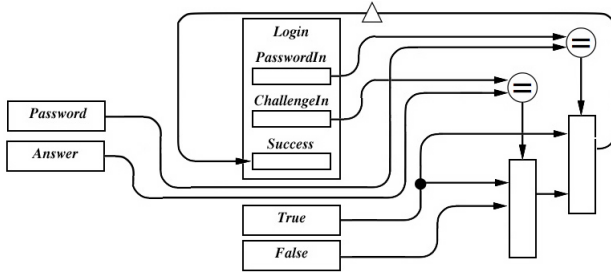 Login
PasswordIn
=
ChallengeIn
=
Password
Answer
Success
True
False